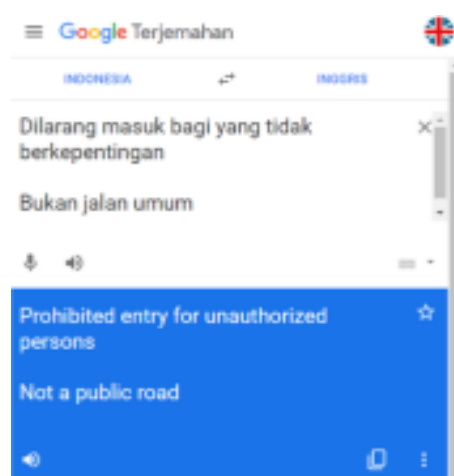 Google Terjemahan
INDONESIA INGGRIS
Dilarang masuk bagi yang tidak
berkepentingan
Bukan jalan umum
Prohibited entry for unauthorized
persons
Not a public road